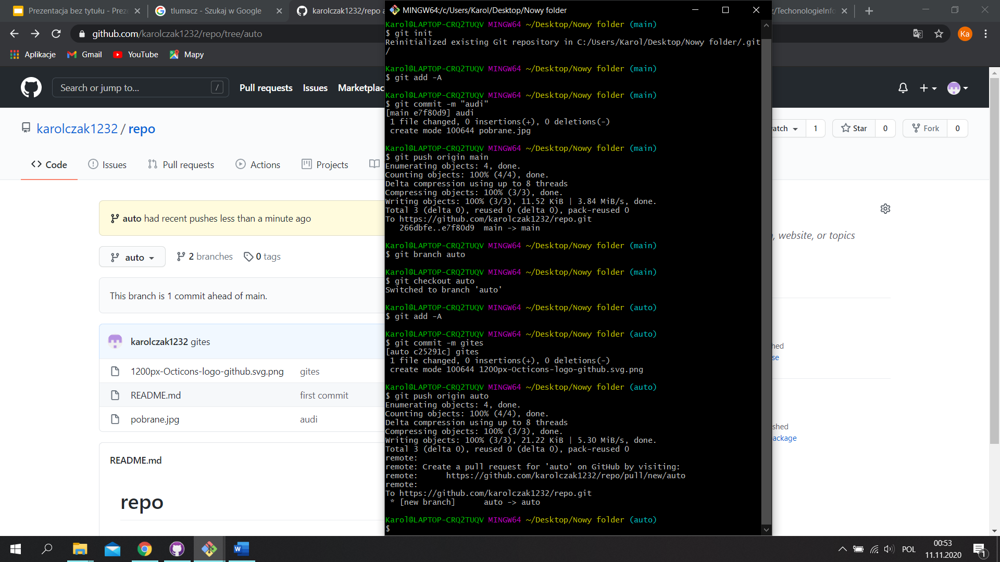 Prezentacja bez tytułu - Preze
tlumacz - Szukaj w Google
karolczak1232/repo a
MINGW64:/c/Users/Karol/Desktop/Nowy folder
z/TechonologieInfo
github.com/karolczak1232/repo/tree/auto
Ka
Aplikacje
Gmail
YouTube
Mapy
Search or jump to...
/
Pull requests
Issues
Marketplac
karolczak1232 / repo
atch
1
Star
0
Fork
0
Code
Issues
Pull requests
Actions
Projects
auto had recent pushes less than a minute ago
, website, or topics
auto
2 branches
0 tags
This branch is 1 commit ahead of main.
karolczak1232 gites
1200px-Octicons-logo-github.svg.png gites
README.md first commit
pobrane.jpg audi
README.md
repo
hed
se
shed
ackage
Karol@LAPTOP-CRQ2TUQV MINGW64 ~/Desktop/Nowy folder (main)
$ git init
Reinitialized existing Git repository in C:/Users/Karol/Desktop/Nowy folder/.git
/
Karol@LAPTOP-CRQ2TUQV MINGW64 ~/Desktop/Nowy folder (main)
$ git add -A
Karol@LAPTOP-CRQ2TUQV MINGW64 ~/Desktop/Nowy folder (main)
$ git commit -m "audi"
[main e7f80d9] audi
1 file changed, 0 insertions(+), 0 deletions(-)
create mode 100644 pobrane.jpg
Karol@LAPTOP-CRQ2TUQV MINGW64 ~/Desktop/Nowy folder (main)
$ git push origin main
Enumerating objects: 4, done.
Counting objects: 100% (4/4), done.
Delta compression using up to 8 threads
Compressing objects: 100% (3/3), done.
Writing objects: 100% (3/3), 11.52 KiB | 3.84 MiB/s, done.
Total 3 (delta 0), reused 0 (delta 0), pack-reused 0
To https://github.com/karolczak1232/repo.git
266dbfe..e7f80d9 main -> main
Karol@LAPTOP-CRQ2TUQV MINGW64 ~/Desktop/Nowy folder (main)
$ git branch auto
Karol@LAPTOP-CRQ2TUQV MINGW64 ~/Desktop/Nowy folder (main)
$ git checkout auto
Switched to branch 'auto'
Karol@LAPTOP-CRQ2TUQV MINGW64 ~/Desktop/Nowy folder (auto)
$ git add -A
Karol@LAPTOP-CRQ2TUQV MINGW64 ~/Desktop/Nowy folder (auto)
$ git commit -m gites
[auto c25291c] gites
1 file changed, 0 insertions(+), 0 deletions(-)
create mode 100644 1200px-Octicons-logo-github.svg.png
Karol@LAPTOP-CRQ2TUQV MINGW64 ~/Desktop/Nowy folder (auto)
$ git push origin auto
Enumerating objects: 4, done.
Counting objects: 100% (4/4), done.
Delta compression using up to 8 threads
Compressing objects: 100% (3/3), done.
Writing objects: 100% (3/3), 21.22 KiB | 5.30 MiB/s, done.
Total 3 (delta 0), reused 0 (delta 0), pack-reused 0
remote:
remote: Create a pull request for 'auto' on GitHub by visiting:
remote: https://github.com/karolczak1232/repo/pull/new/auto
remote:
To https://github.com/karolczak1232/repo.git
* [new branch] auto -> auto
Karol@LAPTOP-CRQ2TUQV MINGW64 ~/Desktop/Nowy folder (auto)
$
POL
00:53
11.11.2020
1